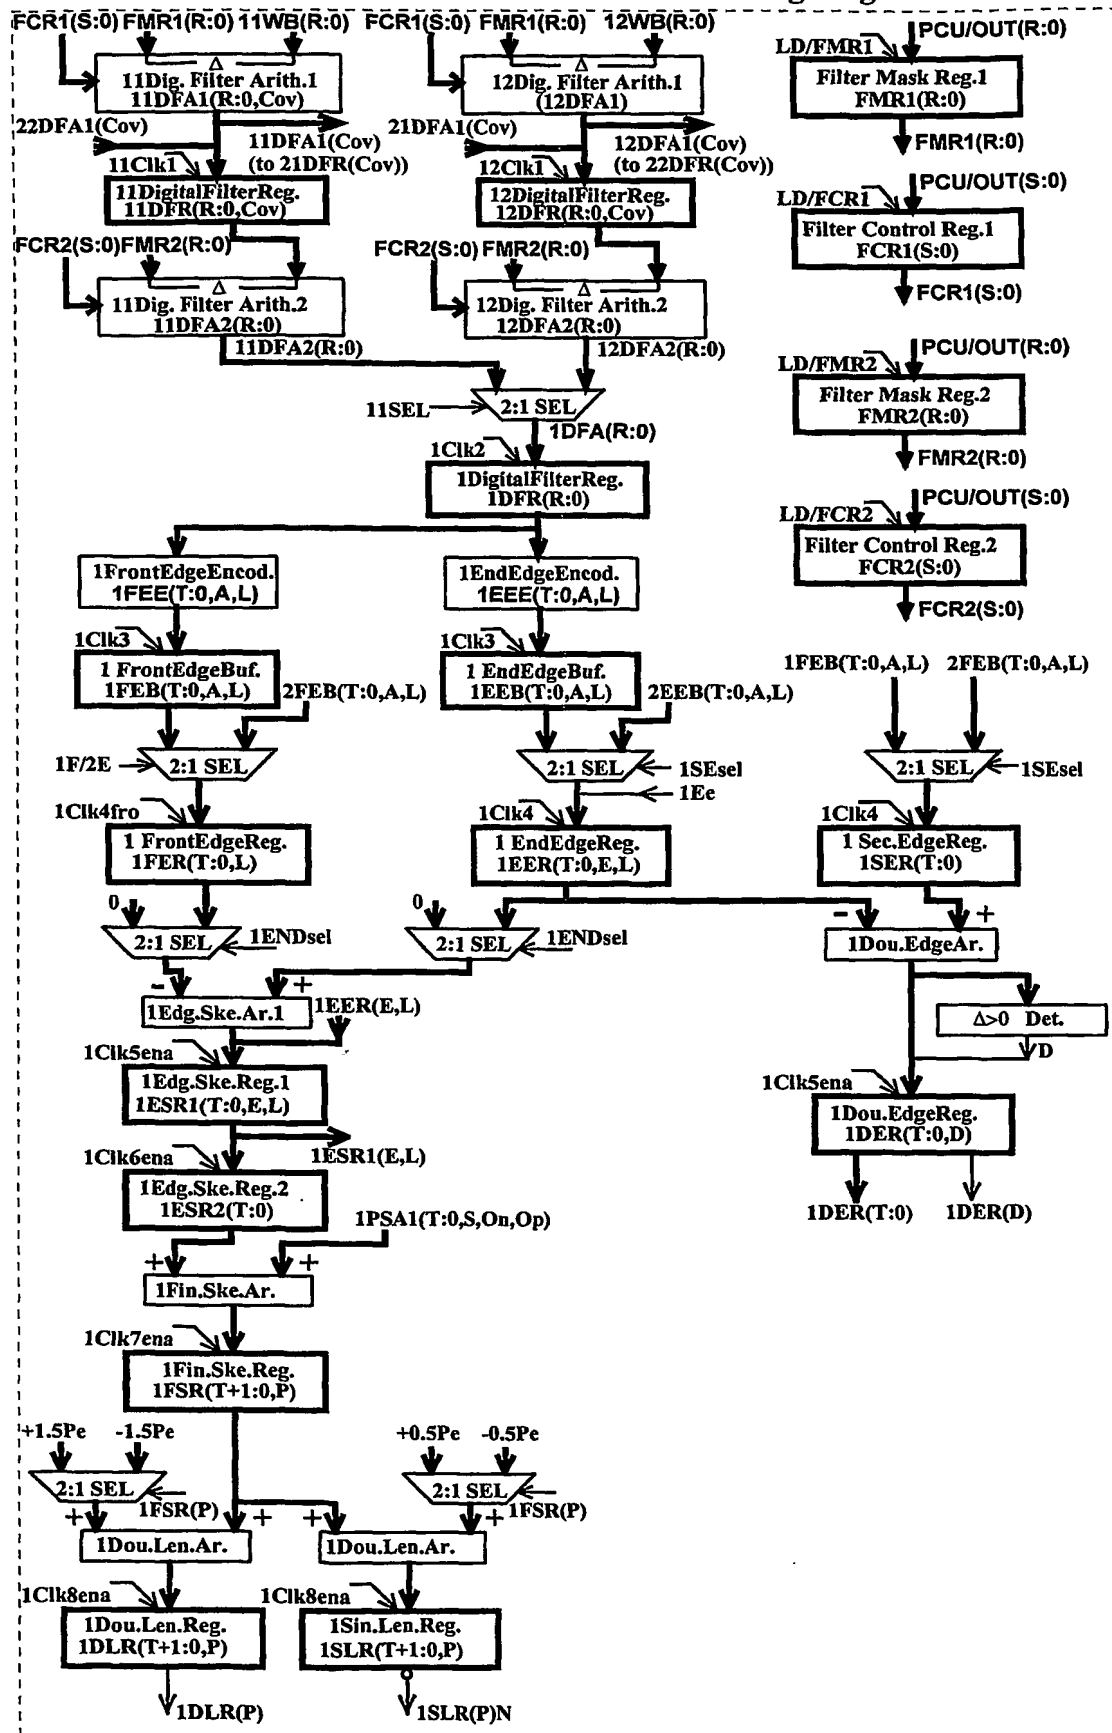 FCR1(S:0) FMR1(R:0) 11WB(R:0)
FCR1(S:0) FMR1(R:0) 12WB(R:0)
PCU/OUT(R:0)
LD/FMR1
Δ
11Dig. Filter Arith.1
11DFA1(R:0,Cov)
Δ
12Dig. Filter Arith.1
(12DFA1)
Filter Mask Reg.1
FMR1(R:0)
FMR1(R:0)
22DFA1(Cov)
11DFA1(Cov)
(to 21DFR(Cov))
21DFA1(Cov)
12DFA1(Cov)
(to 22DFR(Cov))
11Clk1
12Clk1
11DigitalFilterReg.
11DFR(R:0,Cov)
12DigitalFilterReg.
12DFR(R:0,Cov)
PCU/OUT(S:0)
LD/FCR1
Filter Control Reg.1
FCR1(S:0)
FCR1(S:0)
FCR2(S:0)FMR2(R:0)
FCR2(S:0) FMR2(R:0)
Δ
11Dig. Filter Arith.2
11DFA2(R:0)
Δ
12Dig. Filter Arith.2
12DFA2(R:0)
11DFA2(R:0)
12DFA2(R:0)
PCU/OUT(R:0)
LD/FMR2
Filter Mask Reg.2
FMR2(R:0)
FMR2(R:0)
11SEL
2:1 SEL
1DFA(R:0)
1Clk2
1DigitalFilterReg.
1DFR(R:0)
PCU/OUT(S:0)
LD/FCR2
Filter Control Reg.2
FCR2(S:0)
FCR2(S:0)
1FrontEdgeEncod.
1FEE(T:0,A,L)
1EndEdgeEncod.
1EEE(T:0,A,L)
1Clk3
1Clk3
1 FrontEdgeBuf.
1FEB(T:0,A,L)
2FEB(T:0,A,L)
1 EndEdgeBuf.
1EEB(T:0,A,L)
2EEB(T:0,A,L)
1FEB(T:0,A,L) 2FEB(T:0,A,L)
1F/2E
2:1 SEL
2:1 SEL
1SEsel
2:1 SEL
1SEsel
1Ee
1Clk4fro
1Clk4
1Clk4
1 FrontEdgeReg.
1FER(T:0,L)
1 EndEdgeReg.
1EER(T:0,E,L)
1 Sec.EdgeReg.
1SER(T:0)
0
2:1 SEL
1ENDsel
0
2:1 SEL
1ENDsel
- +
1Dou.EdgeAr.
- +
1Edg.Ske.Ar.1
1EER(E,L)
Δ>0 Det.
D
1Clk5ena
1Edg.Ske.Reg.1
1ESR1(T:0,E,L)
1Clk5ena
1Dou.EdgeReg.
1DER(T:0,D)
1ESR1(E,L)
1Clk6ena
1Edg.Ske.Reg.2
1ESR2(T:0)
1DER(T:0) 1DER(D)
1PSA1(T:0,S,On,Op)
+ +
1Fin.Ske.Ar.
1Clk7ena
1Fin.Ske.Reg.
1FSR(T+1:0,P)
+1.5Pe -1.5Pe
+0.5Pe -0.5Pe
2:1 SEL
1FSR(P)
2:1 SEL
1FSR(P)
+ +
+ +
1Dou.Len.Ar.
1Dou.Len.Ar.
1Clk8ena
1Clk8ena
1Dou.Len.Reg.
1DLR(T+1:0,P)
1Sin.Len.Reg.
1SLR(T+1:0,P)
1DLR(P)
1SLR(P)N